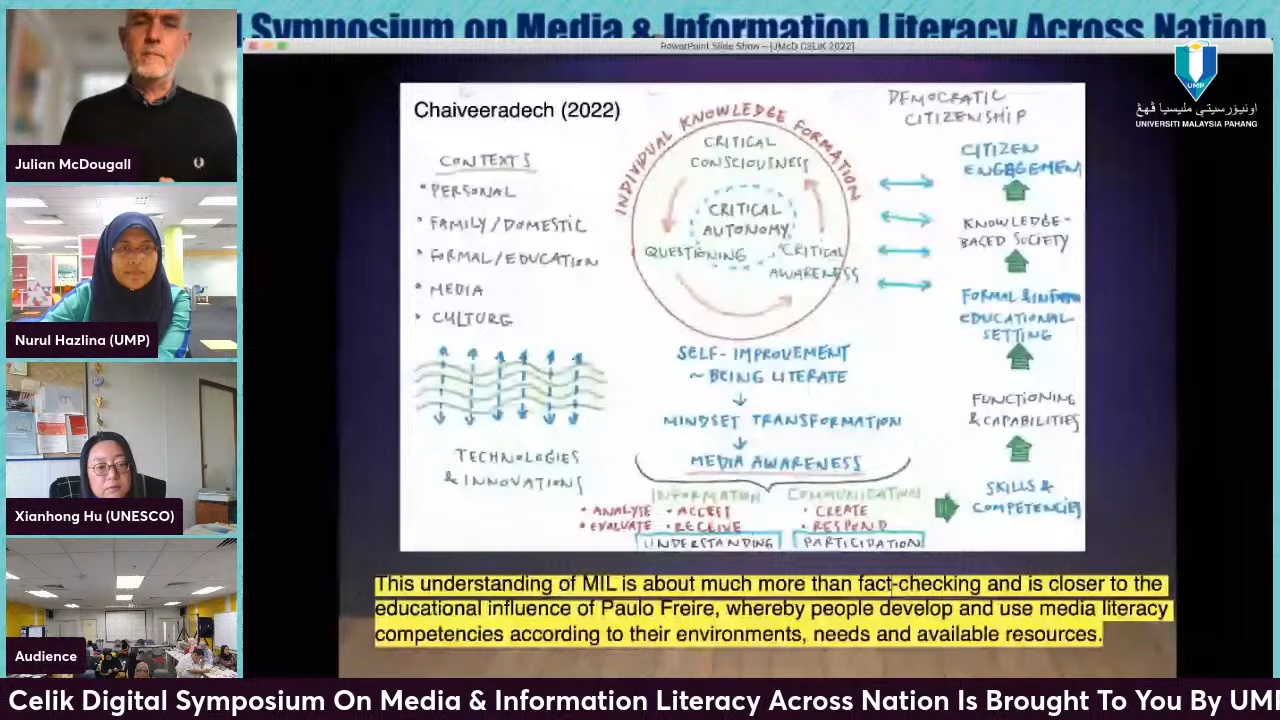 l Symposium on Media & Information Literacy Across Nation
PowerPoint Slide Show – [JMcD CELIK 2022]
UMP
اونيۏرسيتي مليسيا ڤهڠ
UNIVERSITI MALAYSIA PAHANG
Julian McDougall
Nurul Hazlina (UMP)
Xianhong Hu (UNESCO)
Audience
Chaiveeradech (2022)
CONTEXTS
• PERSONAL
• FAMILY/DOMESTIC
• FORMAL/EDUCATION
• MEDIA
• CULTURE
TECHNOLOGIES
& INNOVATIONS
INDIVIDUAL KNOWLEDGE FORMATION
CRITICAL
CONSCIOUSNESS
CRITICAL
AUTONOMY
QUESTIONING
CRITICAL
AWARENESS
SELF-IMPROVEMENT
~ BEING LITERATE
MINDSET TRANSFORMATION
MEDIA AWARENESS
INFORMATION
• ANALYSE • ACCESS
• EVALUATE • RECEIVE
UNDERSTANDING
COMMUNICATION
• CREATE
• RESPOND
PARTICIPATION
DEMOCRATIC
CITIZENSHIP
CITIZEN
ENGAGEMENT
KNOWLEDGE-
BASED SOCIETY
FORMAL &
EDUCATIONAL
SETTING
FUNCTIONING
& CAPABILITIES
SKILLS &
COMPETENCIES
This understanding of MIL is about much more than fact-checking and is closer to the
educational influence of Paulo Freire, whereby people develop and use media literacy
competencies according to their environments, needs and available resources.
Celik Digital Symposium On Media & Information Literacy Across Nation Is Brought To You By UMP